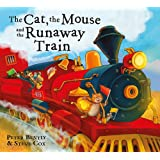 The Cat, the Mouse
and the Runaway
Train
Peter Bently
& Steve Cox